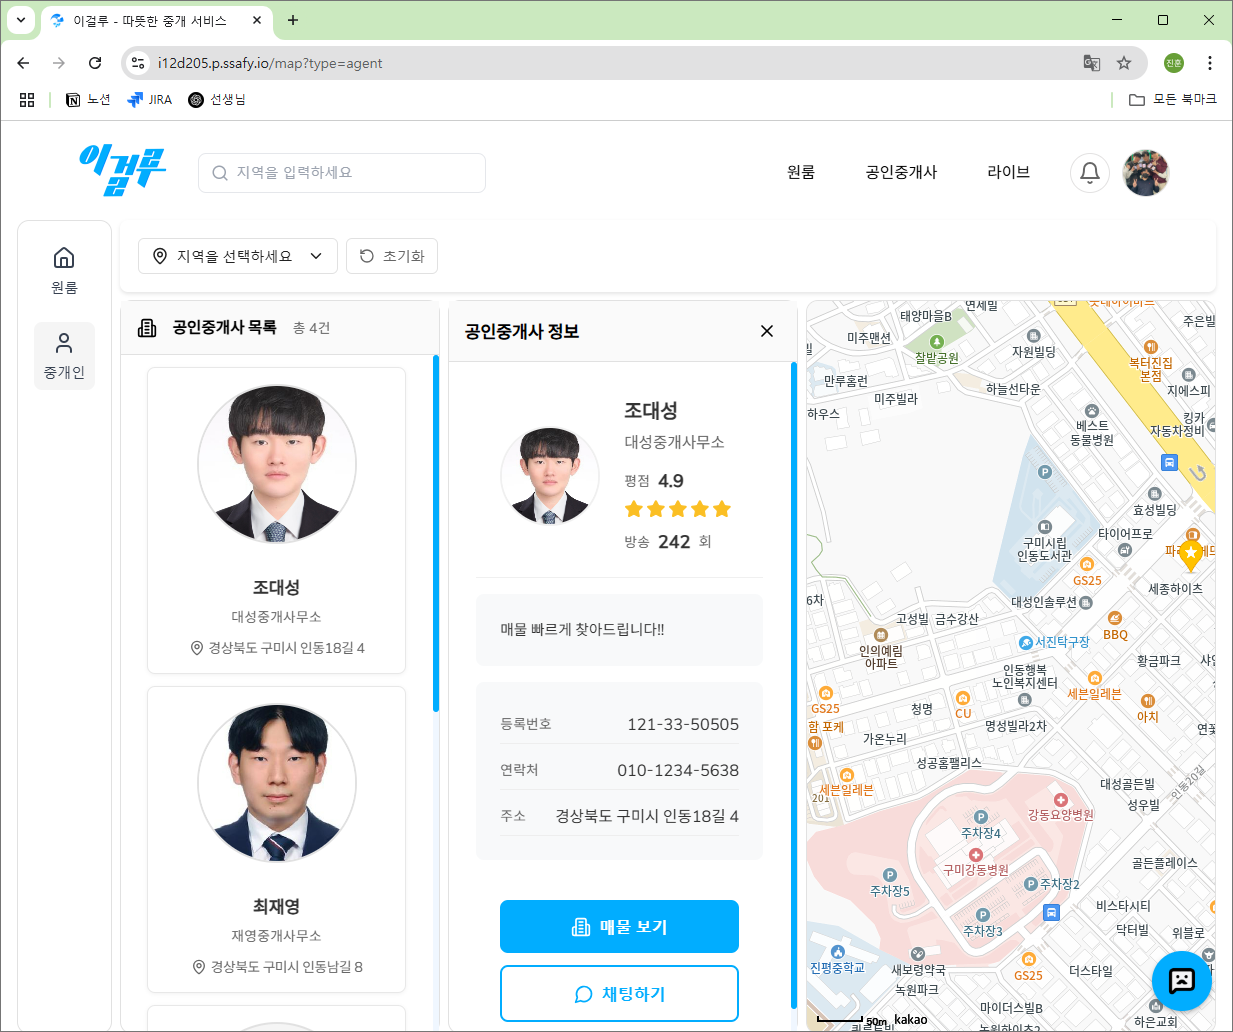 이걸루 - 따뜻한 중개 서비스
i12d205.p.ssafy.io/map?type=agent
진훈
노션
JIRA
선생님
모든 북마크
이걸루
지역을 입력하세요
원룸
공인중개사
라이브
원룸
중개인
지역을 선택하세요
초기화
공인중개사 목록 총 4건
조대성
대성중개사무소
경상북도 구미시 인동18길 4
최재영
재영중개사무소
경상북도 구미시 인동남길 8
공인중개사 정보
조대성
대성중개사무소
평점 4.9
방송 242 회
매물 빠르게 찾아드립니다!!
등록번호 121-33-50505
연락처 010-1234-5638
주소 경상북도 구미시 인동18길 4
매물 보기
채팅하기
연세빌
태양마을B
주은빌
미주맨션
찰밭공원
자원빌딩
복터진집
본점
지에스피
만루홈런
하늘선타운
미주빌라
하우스
베스트
동물병원
킹카
자동차정비
P
효성빌딩
구미시립
인동도서관
타이어프로
GS25
세종하이츠
6차
대성인솔루션
고성빌
금수강산
BBQ
서진탁구장
인의예림
아파트
황금파크
인동행복
노인복지센터
세븐일레븐
GS25
청명
CU
아치
함 포케
명성빌라2차
가온누리
연꽃
성공홈팰리스
세븐일레븐
201
대성골든빌
인동20길
성우빌
강동요양병원
P
주차장4
구미강동병원
골든플레이스
P
주차장5
P 주차장2
비스타시티
P
주차장3
닥터빌
위블로
진평중학교
새보령약국
GS25
더스타일
녹원파크
마이더스빌B
50m
kakao
녹원하이츠2
하은교회